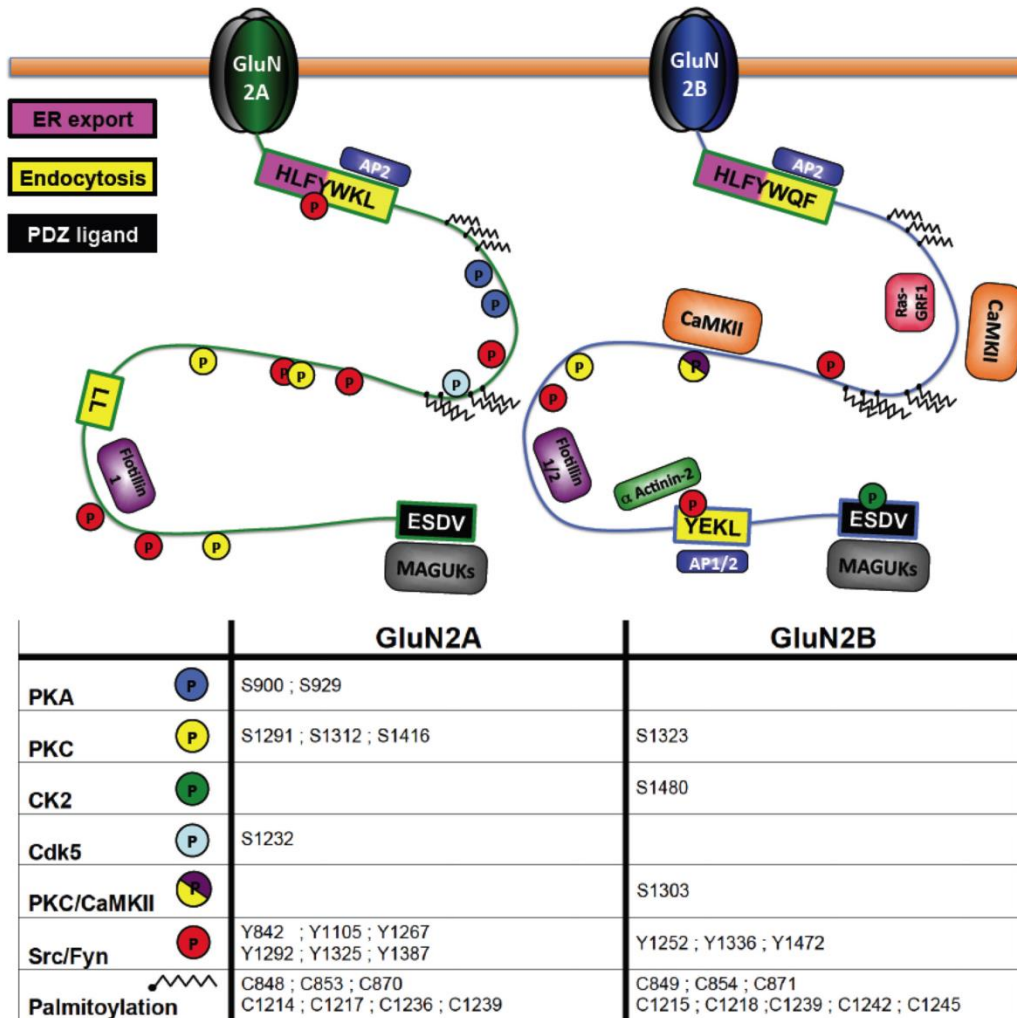 GluN
2A
GluN
2B
ER export
Endocytosis
PDZ ligand
AP2
HLFYWKL
P
AP2
HLFYWQF
P
P
Ras-
GRF1
CaMKII
CaMKII
P
P
P
P
P
P
P
P
P
P
P
LL
Flotillin
1
Flotillin
1/2
α Actinin-2
P
P
P
P
P
ESDV
MAGUKs
YEKL
AP1/2
ESDV
MAGUKs
GluN2A GluN2B
PKA P S900 ; S929
PKC P S1291 ; S1312 ; S1416 S1323
CK2 P S1480
Cdk5 P S1232
PKC/CaMKII P S1303
Src/Fyn P Y842 ; Y1105 ; Y1267
Y1292 ; Y1325 ; Y1387 Y1252 ; Y1336 ; Y1472
Palmitoylation C848 ; C853 ; C870 C849 ; C854 ; C871
C1214 ; C1217 ; C1236 ; C1239 C1215 ; C1218 ;C1239 ; C1242 ; C1245